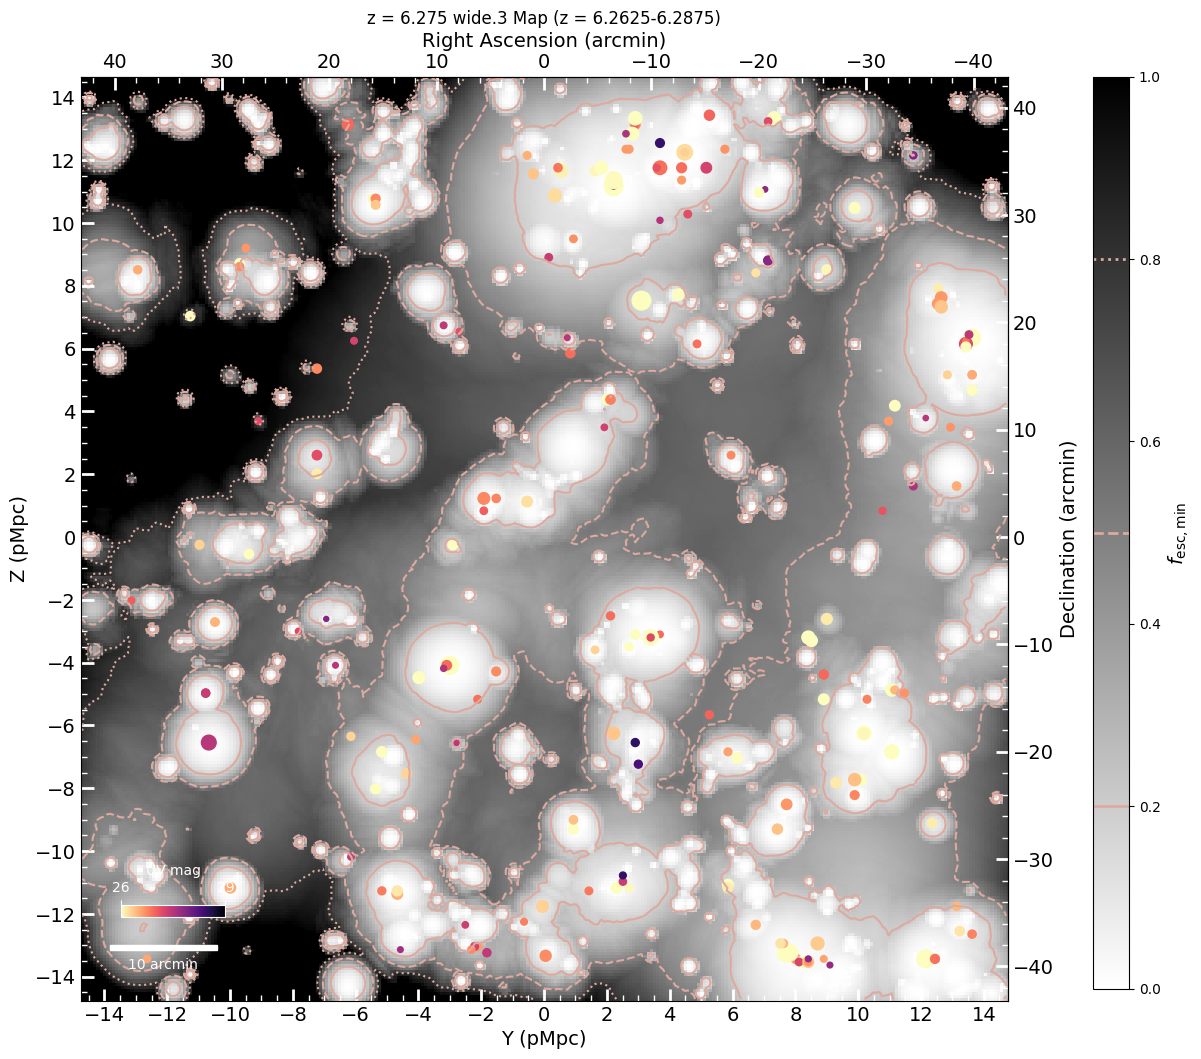 z = 6.275 wide.3 Map (z = 6.2625-6.2875)
Right Ascension (arcmin)
40 30 20 10 0 −10 −20 −30 −40
14 12 10 8 6 4 2 0 −2 −4 −6 −8 −10 −12 −14
Z (pMpc)
40 30 20 10 0 −10 −20 −30 −40
Declination (arcmin)
1.0 0.8 0.6 0.4 0.2 0.0
f_esc,min
UV mag
26
10 arcmin
−14 −12 −10 −8 −6 −4 −2 0 2 4 6 8 10 12 14
Y (pMpc)